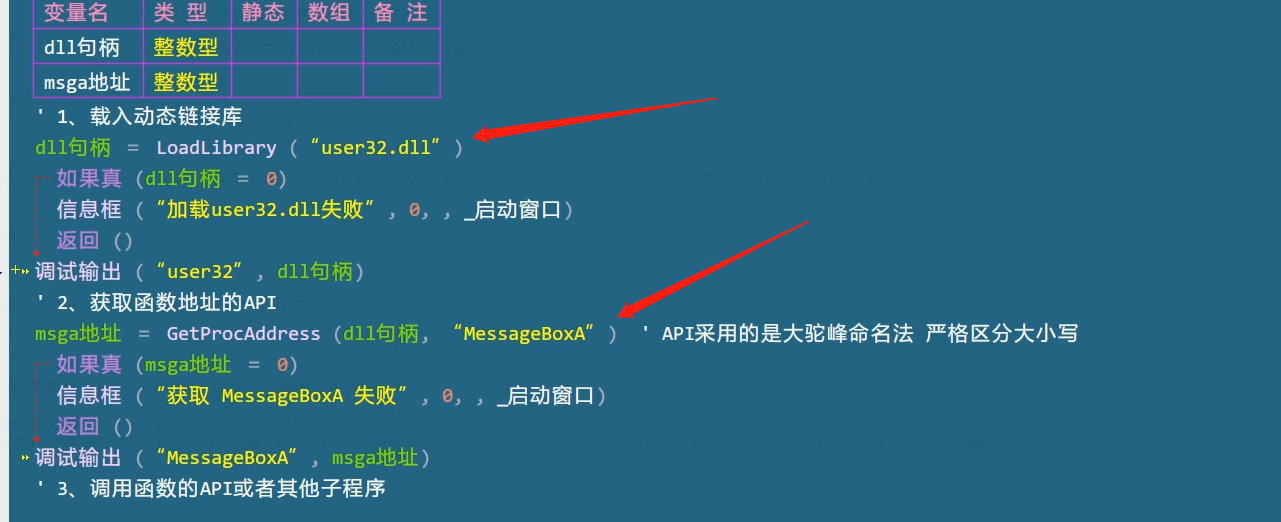 变量名 类 型 静态 数组 备 注
dll句柄 整数型
msga地址 整数型
' 1、载入动态链接库
dll句柄 = LoadLibrary (“user32.dll”)
如果真 (dll句柄 = 0)
信息框 (“加载user32.dll失败”, 0, , _启动窗口)
返回 ()
调试输出 (“user32”, dll句柄)
' 2、获取函数地址的API
msga地址 = GetProcAddress (dll句柄, “MessageBoxA”) ' API采用的是大驼峰命名法 严格区分大小写
如果真 (msga地址 = 0)
信息框 (“获取 MessageBoxA 失败”, 0, , _启动窗口)
返回 ()
调试输出 (“MessageBoxA”, msga地址)
' 3、调用函数的API或者其他子程序